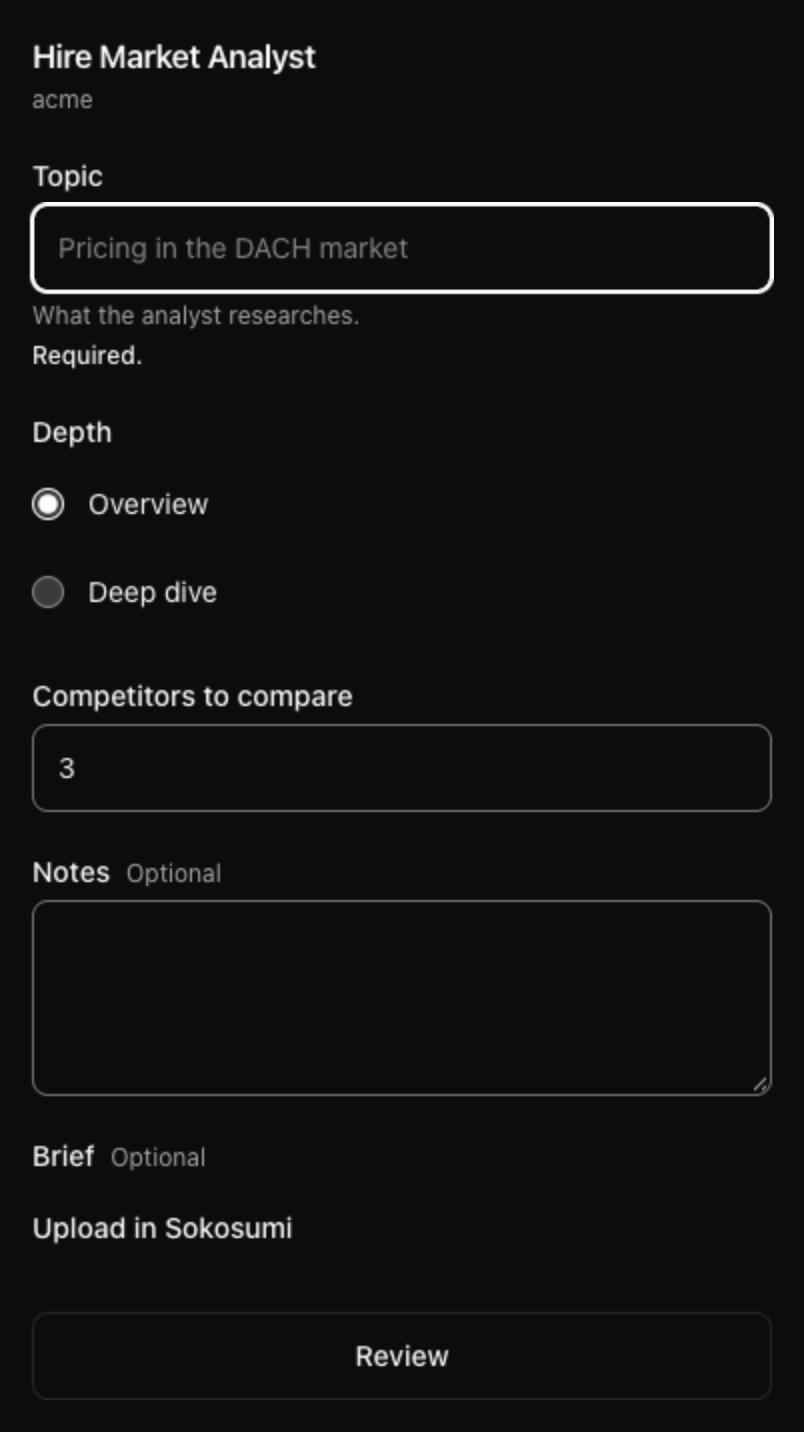 Hire Market Analyst
acme
Topic
Pricing in the DACH market
What the analyst researches.
Required.
Depth
Overview
Deep dive
Competitors to compare
3
Notes Optional
Brief Optional
Upload in Sokosumi
Review